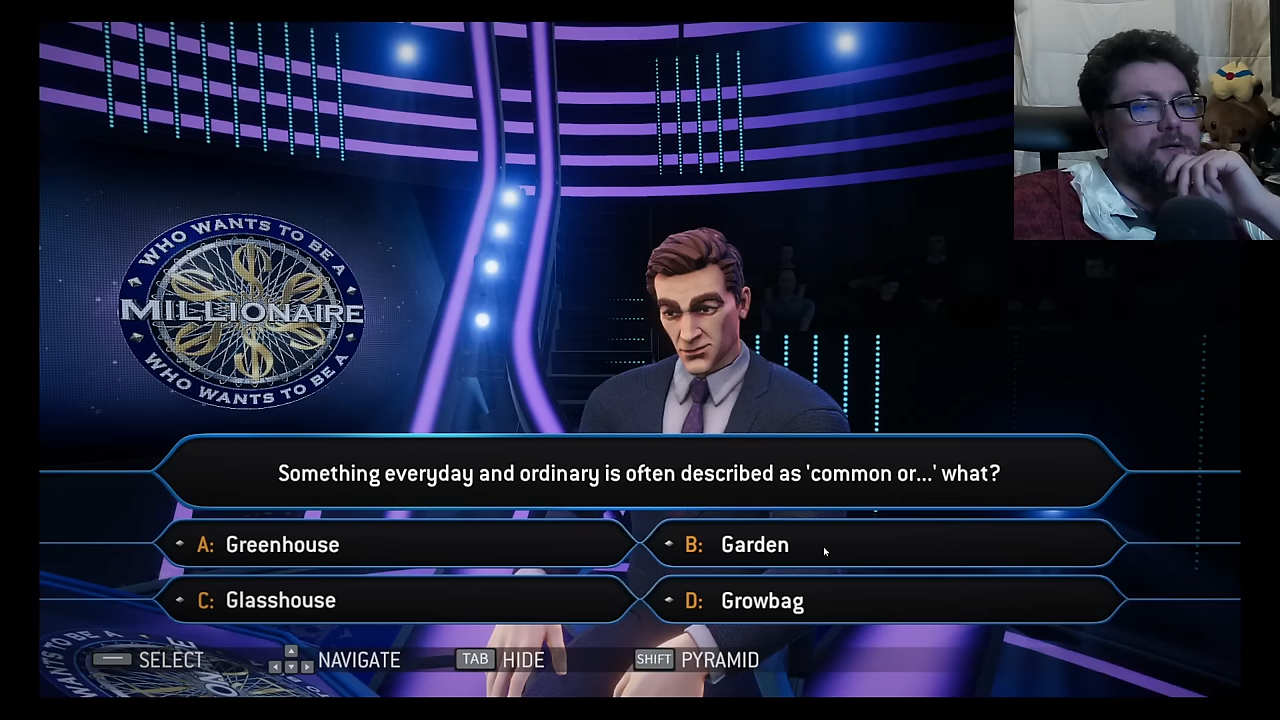 WHO WANTS TO BE A
MILLIONAIRE
WHO WANTS TO BE A
Something everyday and ordinary is often described as 'common or...' what?
A: Greenhouse
B: Garden
C: Glasshouse
D: Growbag
SELECT
NAVIGATE
TAB HIDE
SHIFT PYRAMID